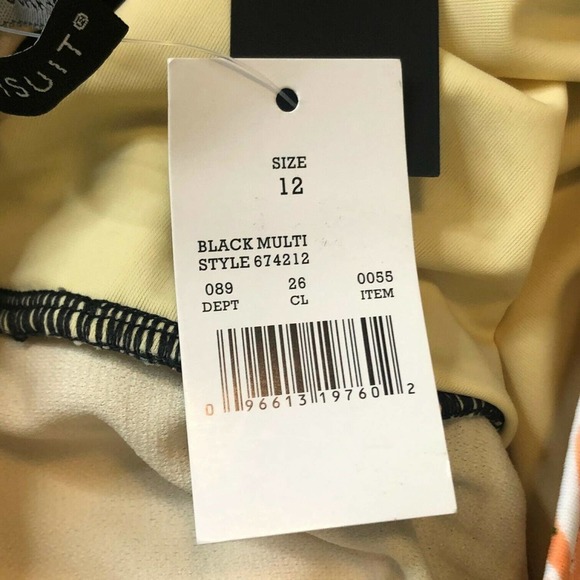 SUIT®
SIZE
12
BLACK MULTI
STYLE 674212
089 26 0055
DEPT CL ITEM
0 96613 19760 2